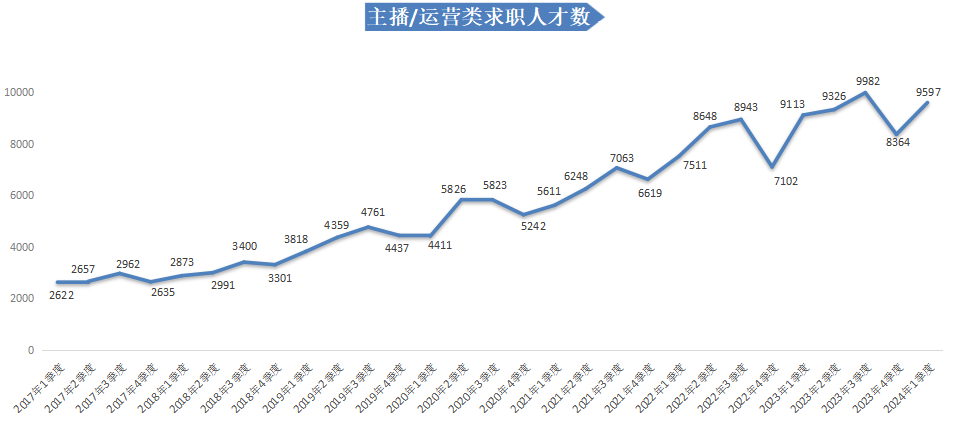 主播/运营类求职人才数
10000
8000
6000
4000
2000
0
2622
2657
2962
2635
2873
2991
3400
3301
3818
4359
4761
4437
4411
5826
5823
5242
5611
6248
7063
6619
7511
8648
8943
7102
9113
9326
9982
8364
9597
2017年1季度
2017年2季度
2017年3季度
2017年4季度
2018年1季度
2018年2季度
2018年3季度
2018年4季度
2019年1季度
2019年2季度
2019年3季度
2019年4季度
2020年1季度
2020年2季度
2020年3季度
2020年4季度
2021年1季度
2021年2季度
2021年3季度
2021年4季度
2022年1季度
2022年2季度
2022年3季度
2022年4季度
2023年1季度
2023年2季度
2023年3季度
2023年4季度
2024年1季度